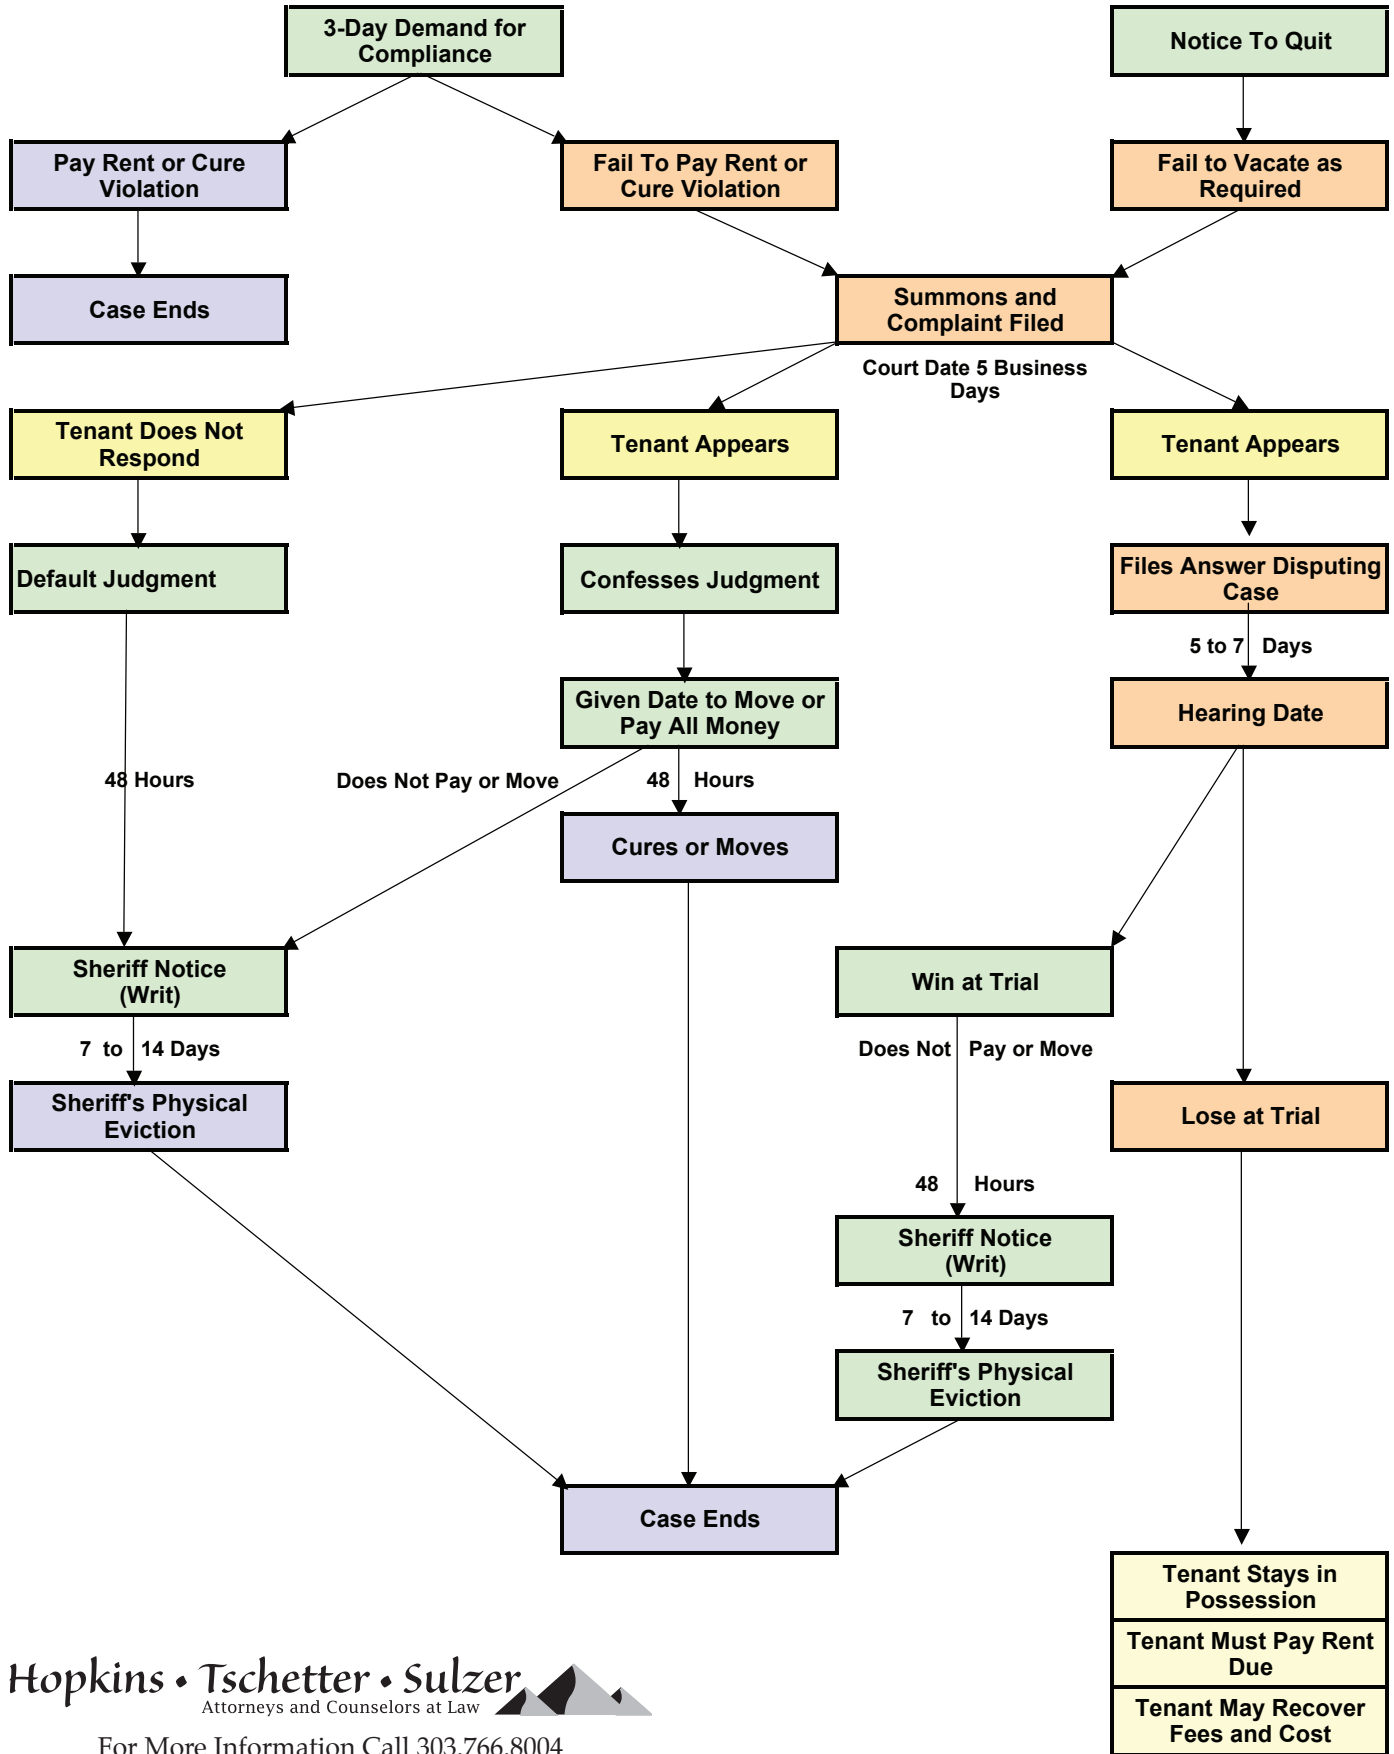 3-Day Demand for
Compliance
Notice To Quit
Pay Rent or Cure
Violation
Fail To Pay Rent or
Cure Violation
Fail to Vacate as
Required
Case Ends
Summons and
Complaint Filed
Court Date 5 Business
Days
Tenant Does Not
Respond
Tenant Appears
Tenant Appears
Default Judgment
Confesses Judgment
Files Answer Disputing
Case
5 to 7 Days
Given Date to Move or
Pay All Money
Hearing Date
48 Hours
Does Not Pay or Move
48 Hours
Cures or Moves
Sheriff Notice
(Writ)
Win at Trial
7 to 14 Days
Does Not Pay or Move
Sheriff's Physical
Eviction
Lose at Trial
48 Hours
Sheriff Notice
(Writ)
7 to 14 Days
Sheriff's Physical
Eviction
Case Ends
Tenant Stays in
Possession
Tenant Must Pay Rent
Due
Tenant May Recover
Fees and Cost
Hopkins • Tschetter • Sulzer
Attorneys and Counselors at Law
For More Information Call 303.766.8004